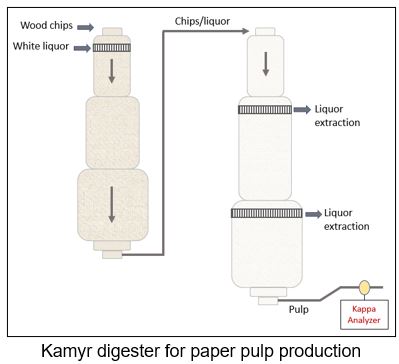 Wood chips
White liquor
Chips/liquor
Liquor
extraction
Liquor
extraction
Pulp
Kappa
Analyzer
Kamyr digester for paper pulp production